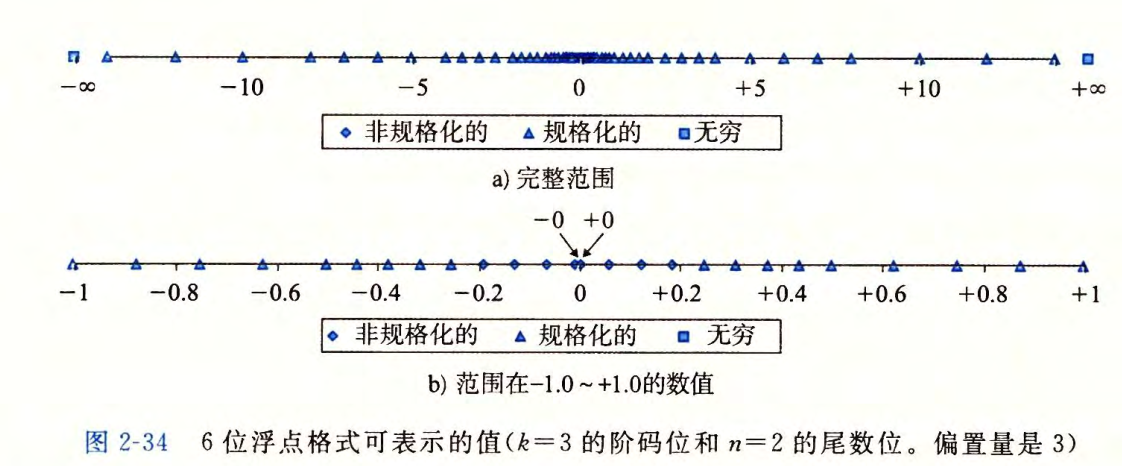 −∞ −10 −5 0 +5 +10 +∞
非规格化的 规格化的 无穷
a) 完整范围
−0 +0
−1 −0.8 −0.6 −0.4 −0.2 0 +0.2 +0.4 +0.6 +0.8 +1
非规格化的 规格化的 无穷
b) 范围在−1.0 ~ +1.0的数值
图 2-34 6 位浮点格式可表示的值(k=3 的阶码位和 n=2 的尾数位。偏置量是 3)